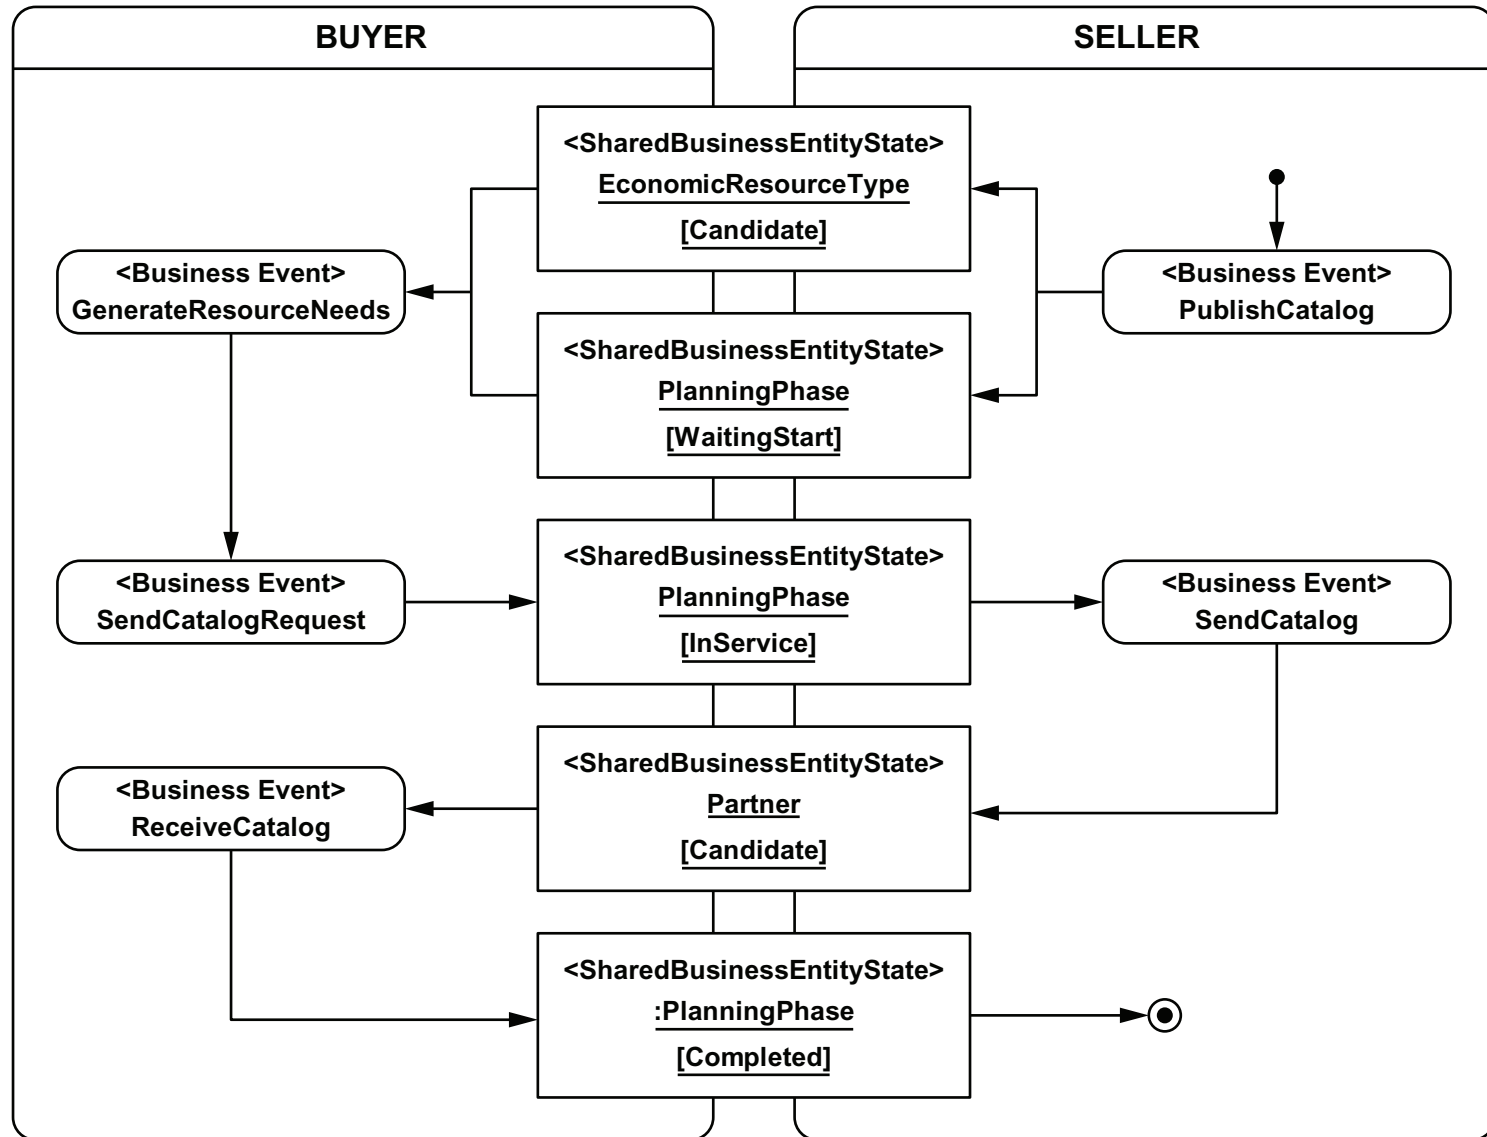 BUYER
SELLER
<SharedBusinessEntityState>
EconomicResourceType
[Candidate]
<Business Event>
GenerateResourceNeeds
<Business Event>
PublishCatalog
<SharedBusinessEntityState>
PlanningPhase
[WaitingStart]
<Business Event>
SendCatalogRequest
<SharedBusinessEntityState>
PlanningPhase
[InService]
<Business Event>
SendCatalog
<SharedBusinessEntityState>
Partner
[Candidate]
<Business Event>
ReceiveCatalog
<SharedBusinessEntityState>
:PlanningPhase
[Completed]